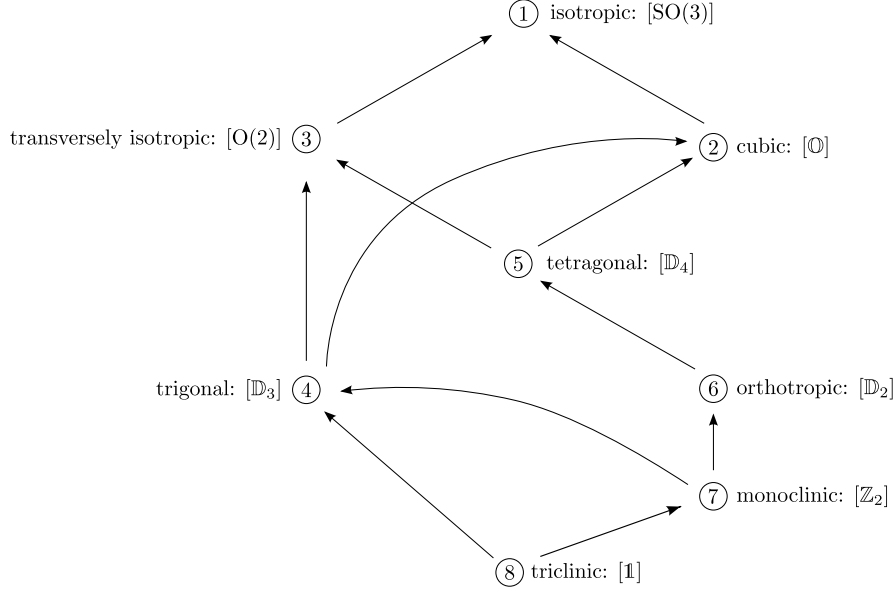 ① isotropic: [SO(3)]
transversely isotropic: [O(2)] ③
② cubic: [𝕆]
⑤ tetragonal: [𝔻₄]
trigonal: [𝔻₃] ④
⑥ orthotropic: [𝔻₂]
⑦ monoclinic: [ℤ₂]
⑧ triclinic: [𝟙]